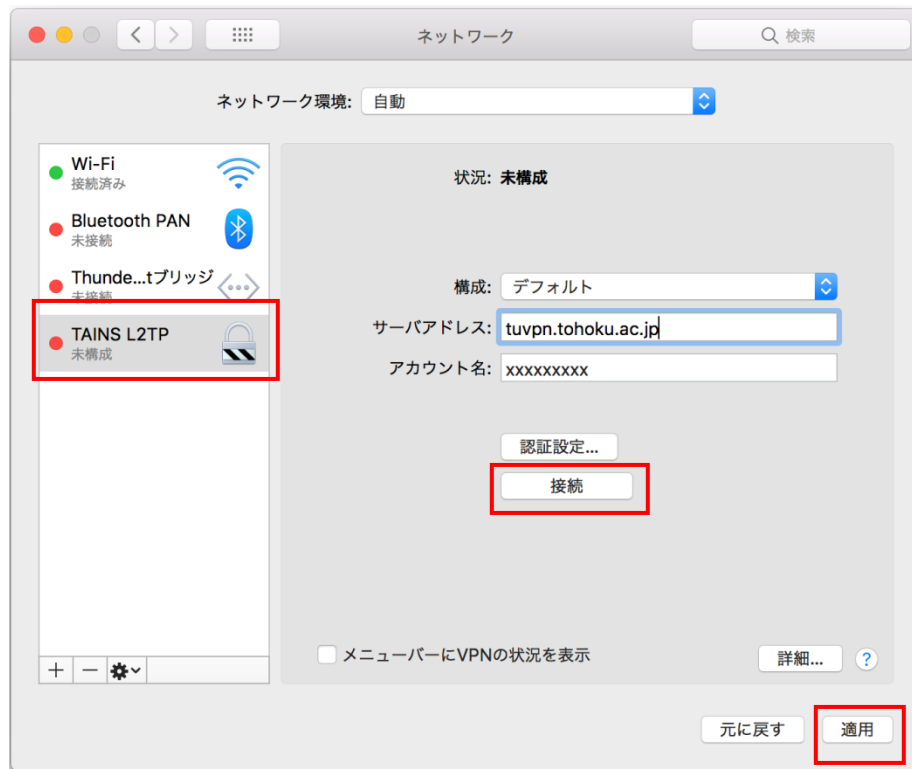 ネットワーク
検索
ネットワーク環境: 自動
Wi-Fi
接続済み
Bluetooth PAN
未接続
Thunde...tブリッジ
未接続
TAINS L2TP
未構成
状況: 未構成
構成: デフォルト
サーバアドレス: tuvpn.tohoku.ac.jp
アカウント名: xxxxxxxxx
認証設定...
接続
メニューバーにVPNの状況を表示
詳細... ?
元に戻す 適用